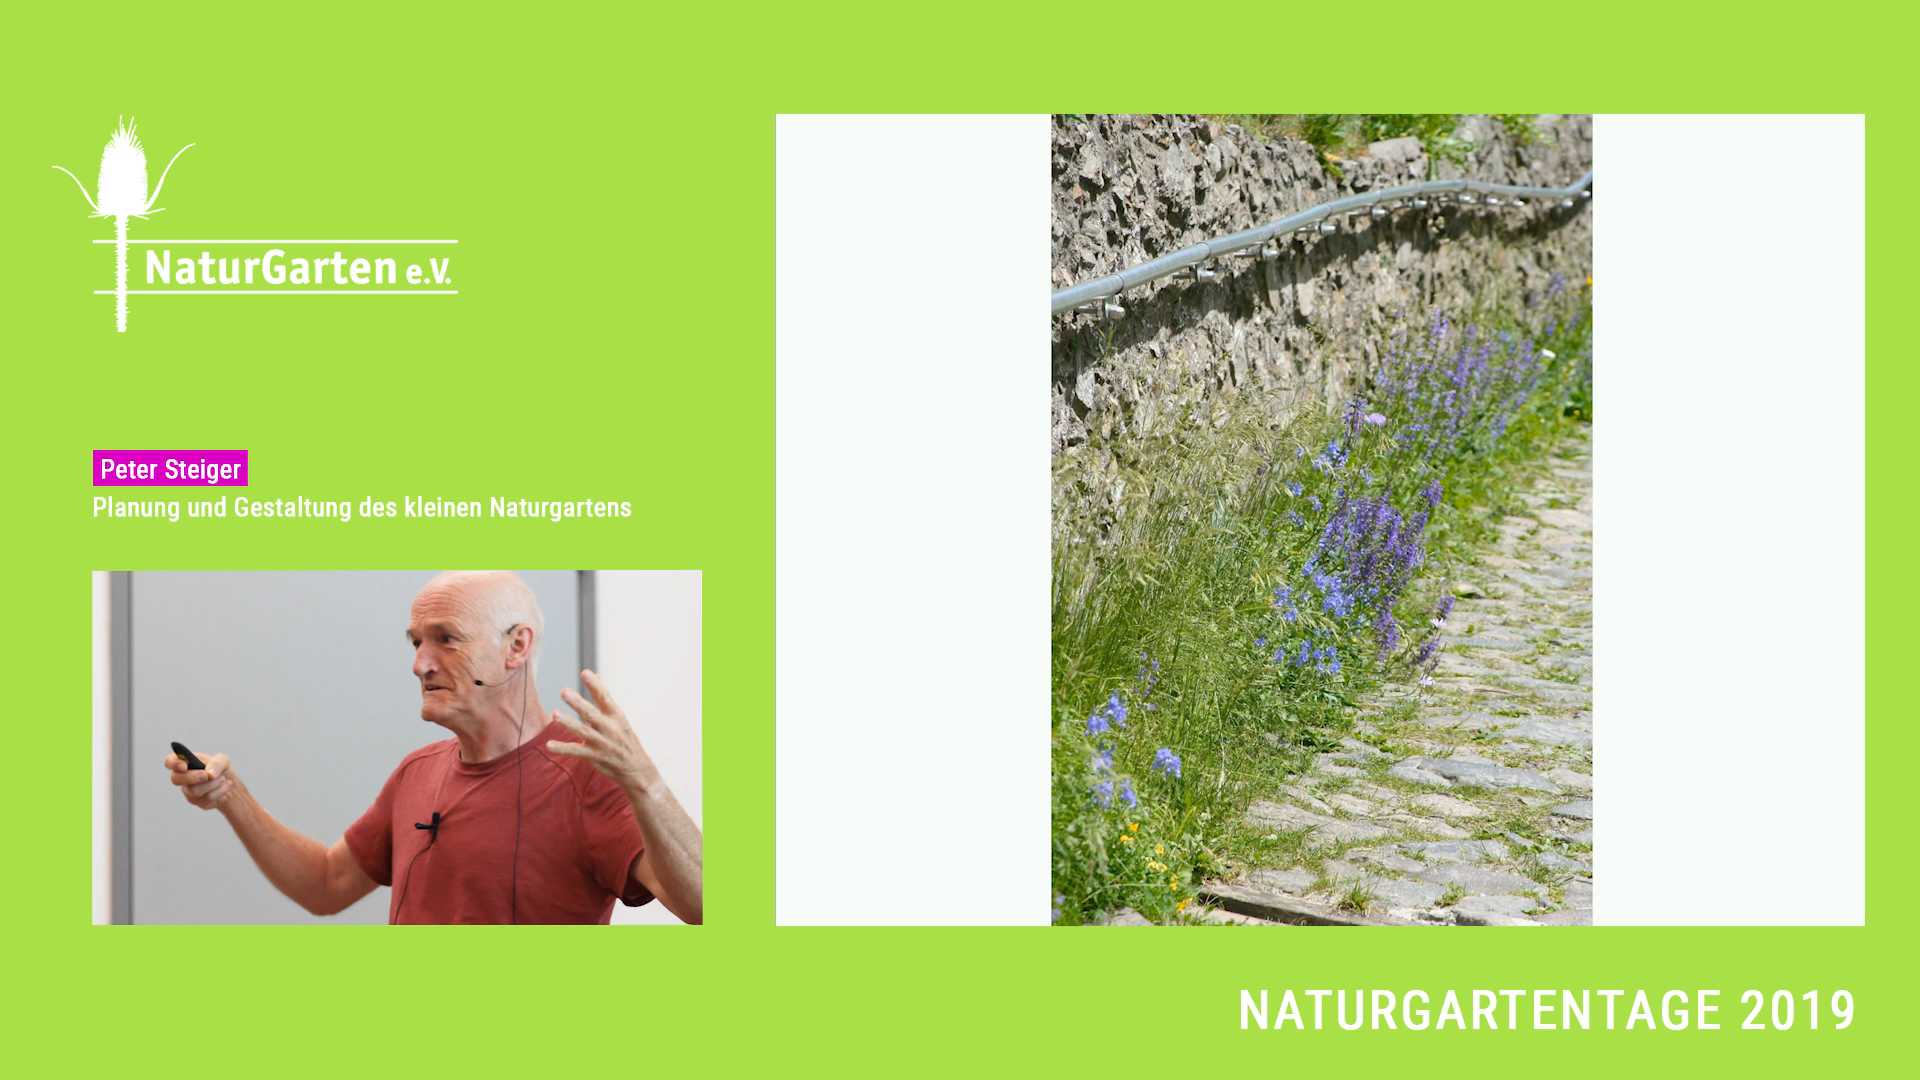 NaturGarten e.V.
Peter Steiger
Planung und Gestaltung des kleinen Naturgartens
NATURGARTENTAGE 2019